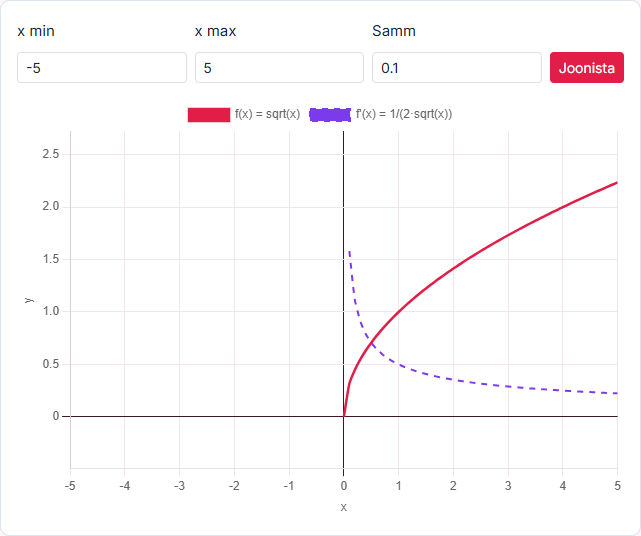 x min x max Samm
-5 5 0.1 Joonista
f(x) = sqrt(x) f'(x) = 1/(2·sqrt(x))
2.5
2.0
1.5
y
1.0
0.5
0
-5 -4 -3 -2 -1 0 1 2 3 4 5
x